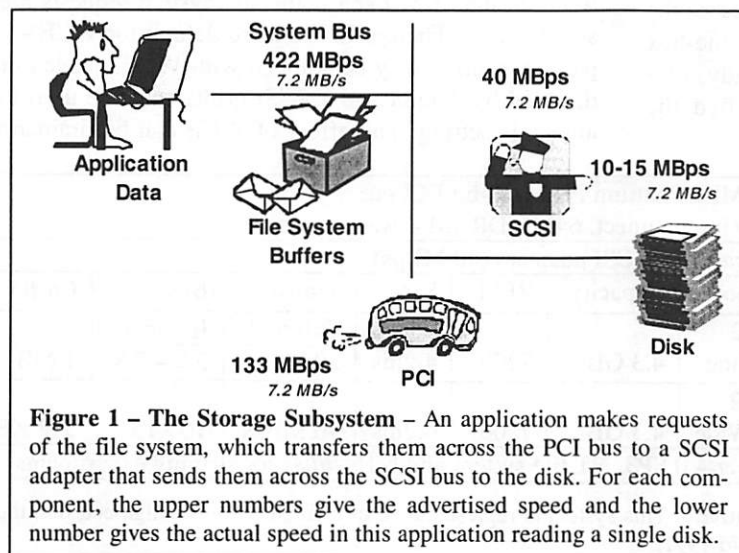 System Bus
422 MBps
7.2 MB/s
40 MBps
7.2 MB/s
10-15 MBps
7.2 MB/s
Application
Data
File System
Buffers
SCSI
Disk
133 MBps
7.2 MB/s
PCI
Figure 1 – The Storage Subsystem – An application makes requests
of the file system, which transfers them across the PCI bus to a SCSI
adapter that sends them across the SCSI bus to the disk. For each com-
ponent the upper numbers give the advertised speed and the lower
number gives the actual speed in this application reading a single disk.